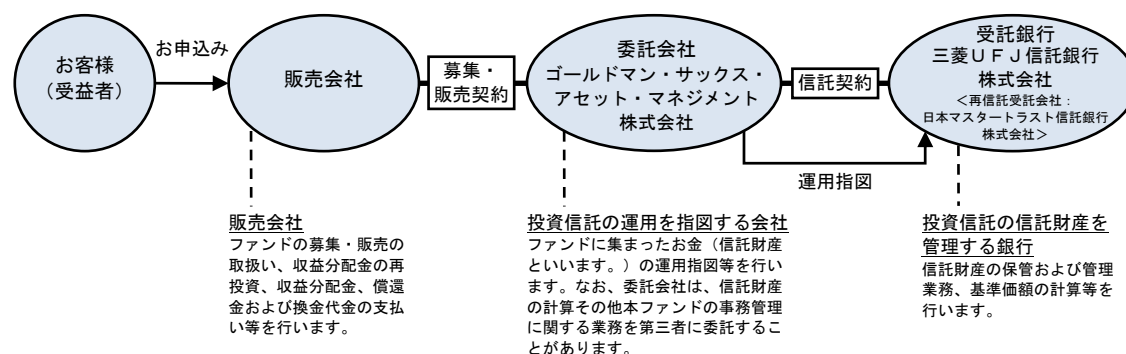 お客様
（受益者）
お申込み
販売会社
募集・
販売契約
委託会社
ゴールドマン・サックス・
アセット・マネジメント
株式会社
信託契約
受託銀行
三菱ＵＦＪ信託銀行
株式会社
＜再信託受託会社：
日本マスタートラスト信託銀行
株式会社＞
運用指図
販売会社
ファンドの募集・販売の
取扱い、収益分配金の再
投資、収益分配金、償還
金および換金代金の支払
い等を行います。
投資信託の運用を指図する会社
ファンドに集まったお金（信託財産
といいます。）の運用指図等を行い
ます。なお、委託会社は、信託財産
の計算その他本ファンドの事務管理
に関する業務を第三者に委託するこ
とがあります。
投資信託の信託財産を
管理する銀行
信託財産の保管および管理
業務、基準価額の計算等を
行います。